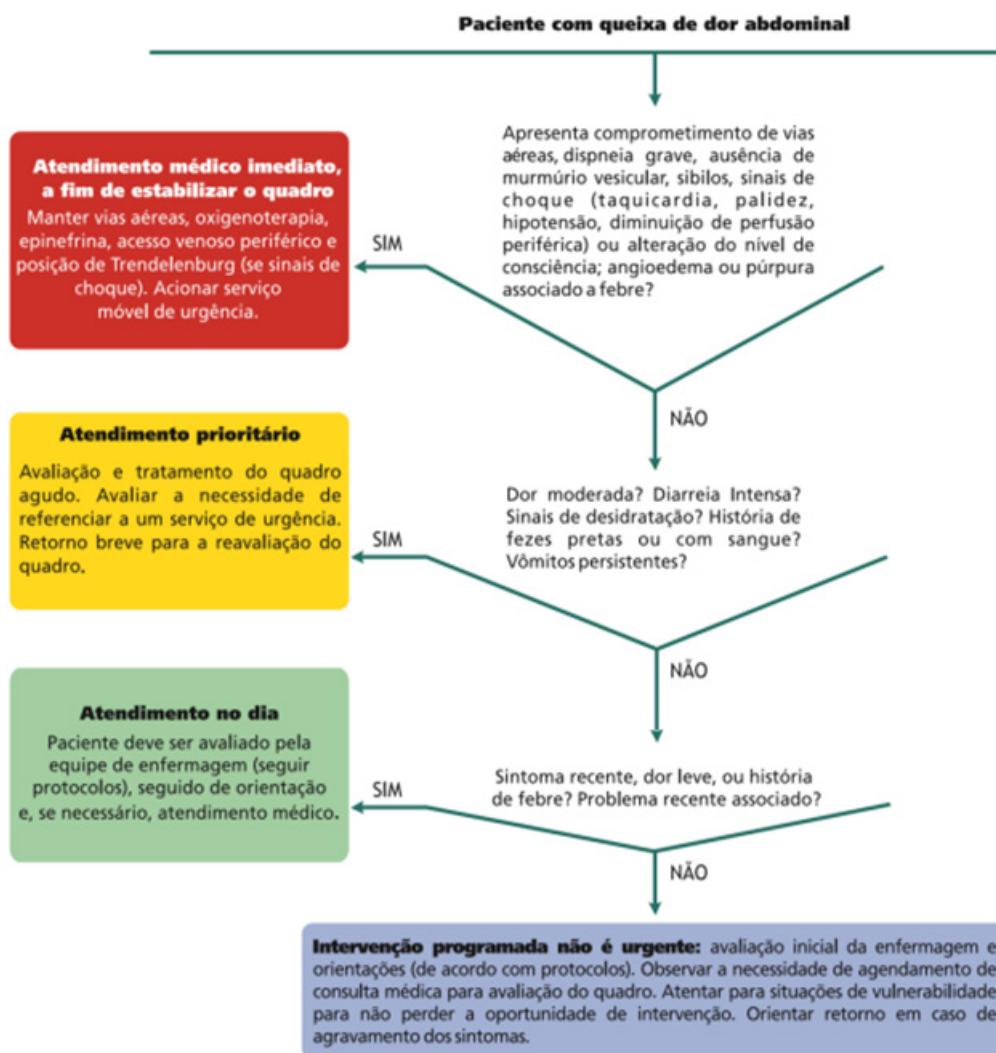 Paciente com queixa de dor abdominal
Apresenta comprometimento de vias
aéreas, dispneia grave, ausência de
murmúrio vesicular, sibilos, sinais de
choque (taquicardia, palidez,
hipotensão, diminuição de perfusão
periférica) ou alteração do nível de
consciência; angioedema ou púrpura
associado a febre?
SIM
Atendimento médico imediato,
a fim de estabilizar o quadro
Manter vias aéreas, oxigenoterapia,
epinefrina, acesso venoso periférico e
posição de Trendelenburg (se sinais de
choque). Acionar serviço
móvel de urgência.
NÃO
Dor moderada? Diarreia Intensa?
Sinais de desidratação? História de
fezes pretas ou com sangue?
Vômitos persistentes?
SIM
Atendimento prioritário
Avaliação e tratamento do quadro
agudo. Avaliar a necessidade de
referenciar a um serviço de urgência.
Retorno breve para a reavaliação do
quadro.
NÃO
Sintoma recente, dor leve, ou história
de febre? Problema recente associado?
SIM
Atendimento no dia
Paciente deve ser avaliado pela
equipe de enfermagem (seguir
protocolos), seguido de orientação
e, se necessário, atendimento médico.
NÃO
Intervenção programada não é urgente: avaliação inicial da enfermagem e
orientações (de acordo com protocolos). Observar a necessidade de agendamento de
consulta médica para avaliação do quadro. Atentar para situações de vulnerabilidade
para não perder a oportunidade de intervenção. Orientar retorno em caso de
agravamento dos sintomas.